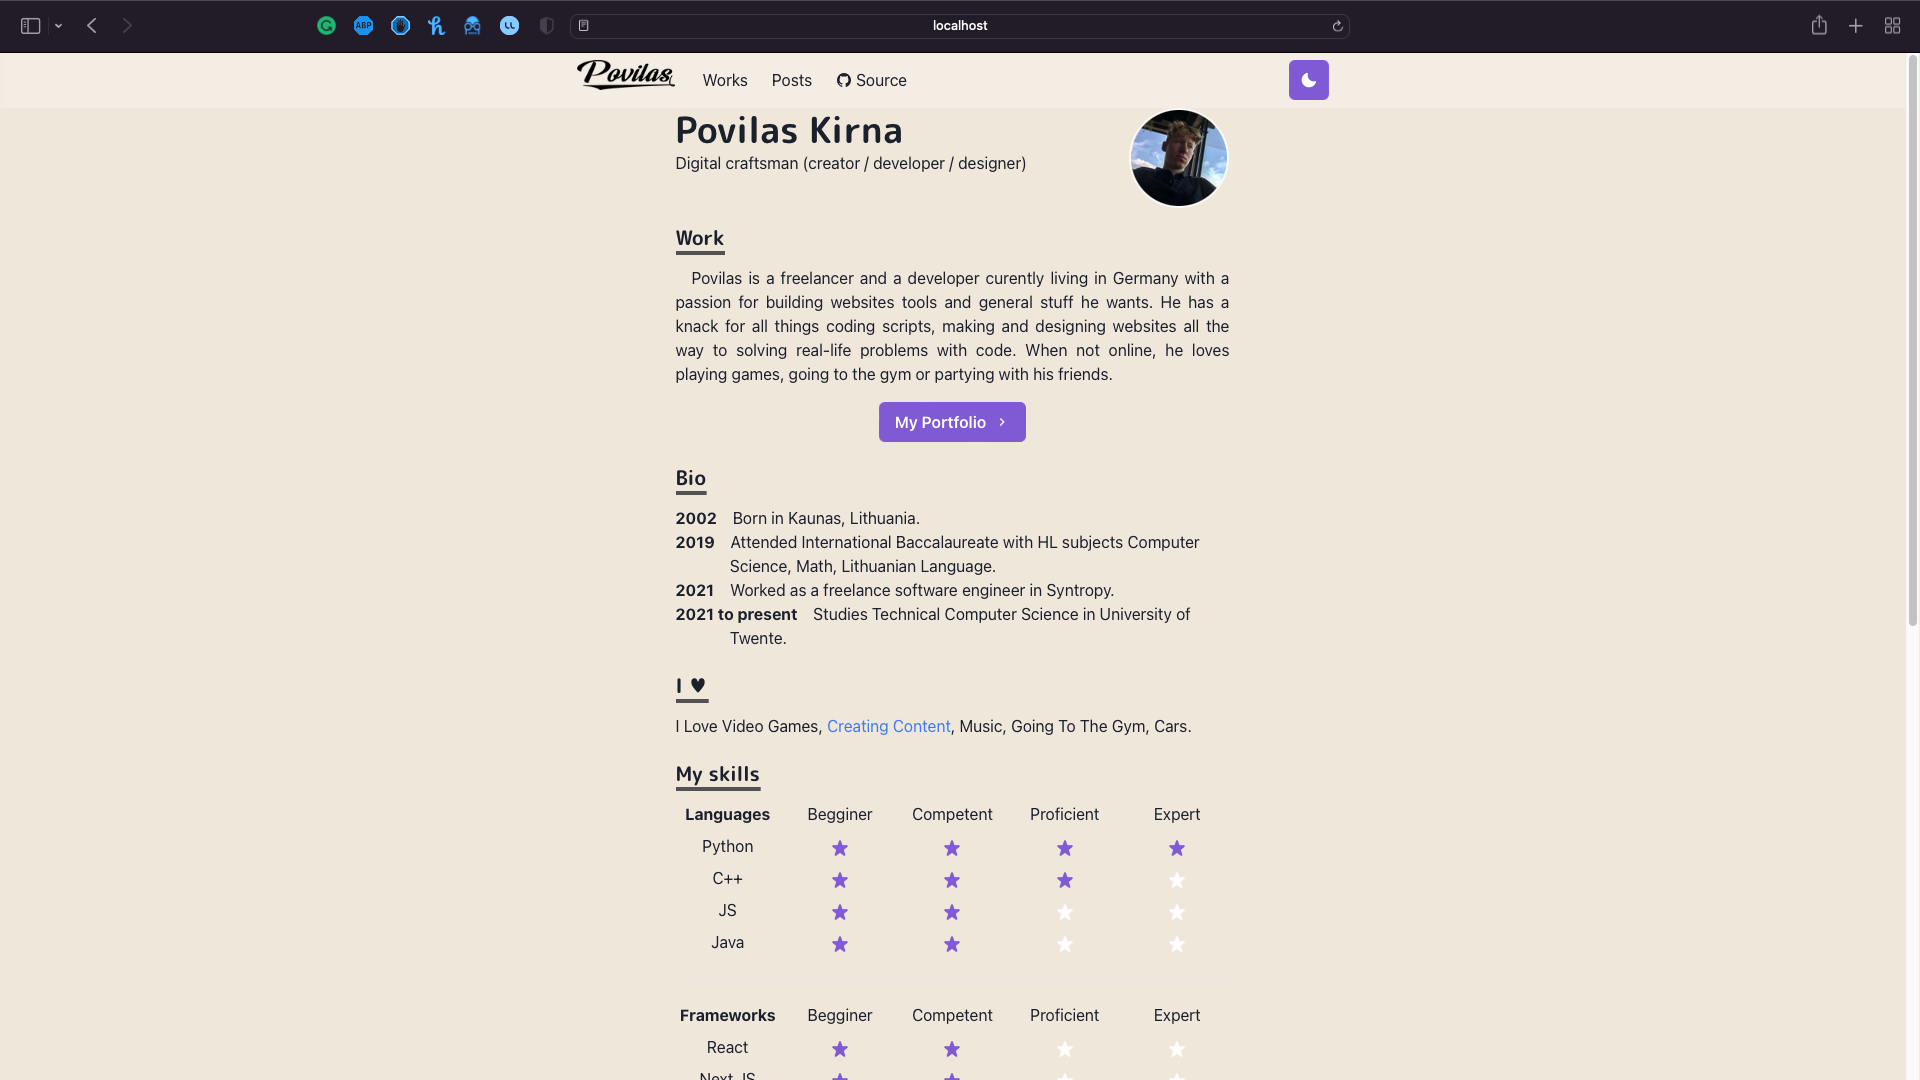 ABP
localhost
Povilas
Works
Posts
Source
Povilas Kirna
Digital craftsman (creator / developer / designer)
Work
Povilas is a freelancer and a developer curently living in Germany with a
passion for building websites tools and general stuff he wants. He has a
knack for all things coding scripts, making and designing websites all the
way to solving real-life problems with code. When not online, he loves
playing games, going to the gym or partying with his friends.
My Portfolio
Bio
2002 Born in Kaunas, Lithuania.
2019 Attended International Baccalaureate with HL subjects Computer
Science, Math, Lithuanian Language.
2021 Worked as a freelance software engineer in Syntropy.
2021 to present Studies Technical Computer Science in University of
Twente.
I ♥
I Love Video Games, Creating Content, Music, Going To The Gym, Cars.
My skills
Languages Begginer Competent Proficient Expert
Python
C++
JS
Java
Frameworks Begginer Competent Proficient Expert
React
Next JS